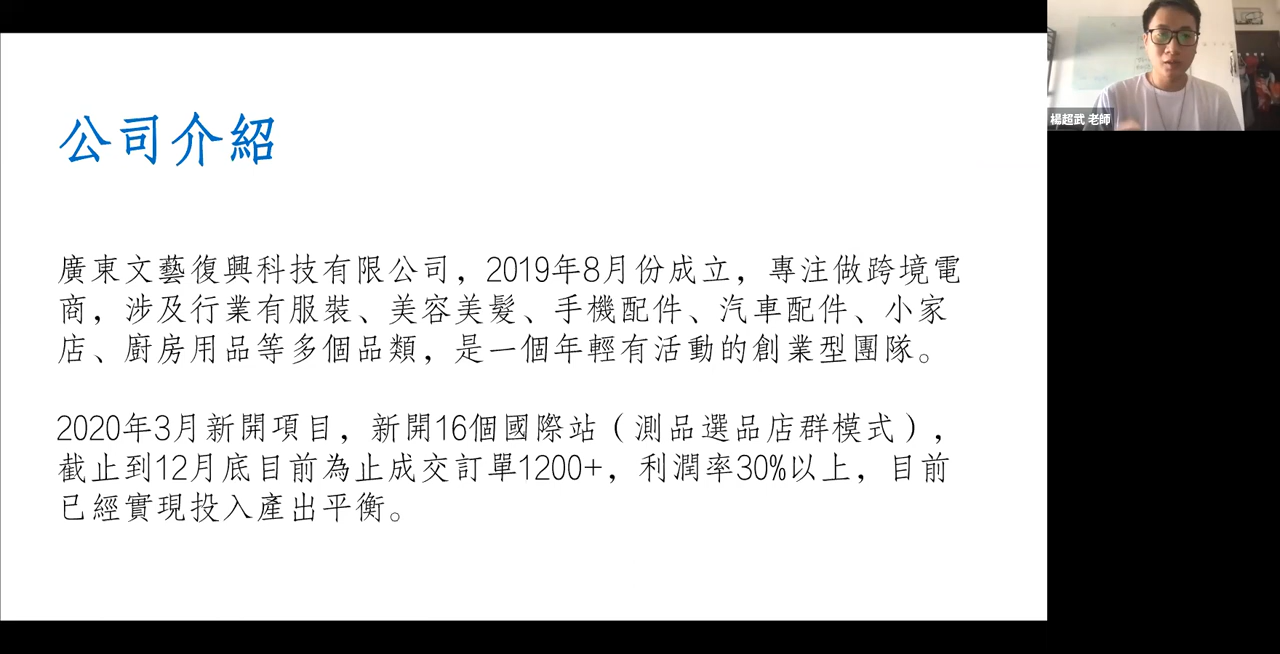 公司介紹
楊超武 老師
廣東文藝復興科技有限公司，2019年8月份成立，專注做跨境電
商，涉及行業有服裝、美容美髮、手機配件、汽車配件、小家
店、廚房用品等多個品類，是一個年輕有活動的創業型團隊。
2020年3月新開項目，新開16個國際站（測品選品店群模式），
截止到12月底目前為止成交訂單1200+，利潤率30%以上，目前
已經實現投入產出平衡。